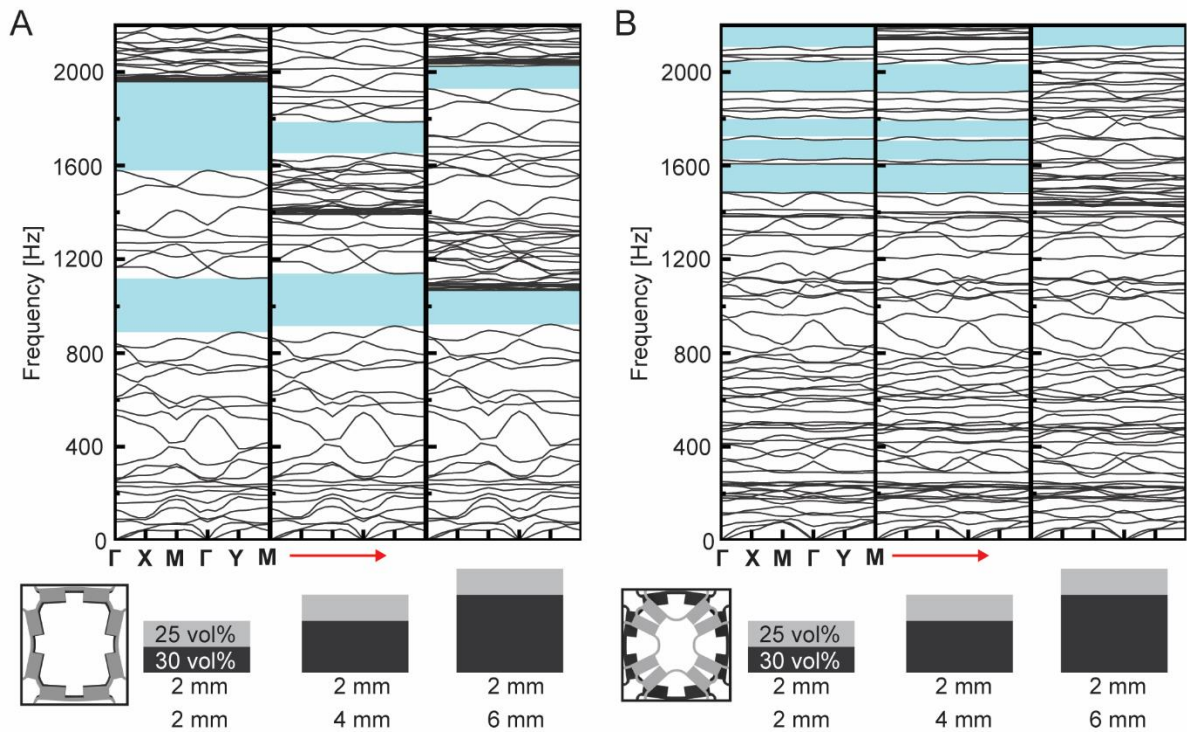 A
B
Frequency [Hz]
2000
1600
1200
800
400
0
Γ X M Γ Y M
Frequency [Hz]
2000
1600
1200
800
400
0
Γ X M Γ Y M
25 vol%
30 vol%
2 mm
2 mm
2 mm
4 mm
2 mm
6 mm
25 vol%
30 vol%
2 mm
2 mm
2 mm
4 mm
2 mm
6 mm